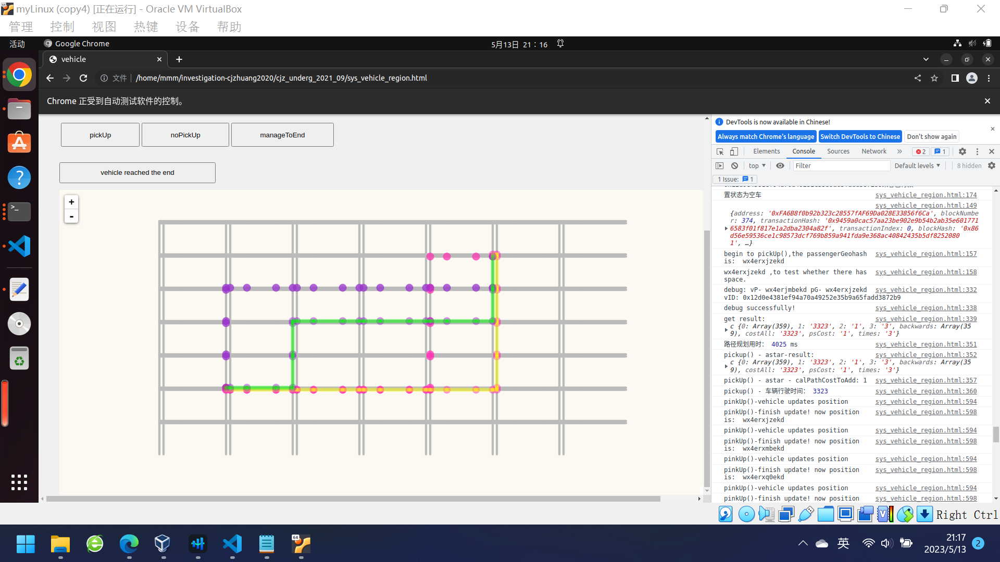 myLinux (copy4) [正在运行] - Oracle VM VirtualBox
管理 控制 视图 热键 设备 帮助
活动 Google Chrome 5月13日 21：16
vehicle
文件 /home/mmm/investigation-cjzhuang2020/cjz_underg_2021_09/sys_vehicle_region.html
Chrome 正受到自动测试软件的控制。
pickUp noPickUp manageToEnd
vehicle reached the end
+
-
DevTools is now available in Chinese!
Always match Chrome's language Switch DevTools to Chinese Don't show again
Elements Console Sources Network » 2 1
top Filter Default levels 8 hidden
1 Issue: 1
置状态为空车 sys_vehicle_region.html:174
sys_vehicle_region.html:149
{address: '0xFA6B8f0b92b323c28557fAF69Da028E33856f6Ca', blockNumbe
r: 374, transactionHash: '0x9459a0cac57aa23be902e9b54b2ab35e601771
6583f01f817e1a2dba2304a82f', transactionIndex: 0, blockHash: '0x86
d56e59536ce1c98573dcf769b859a941fda9e368ac40842435b5df8252080
1', …}
begin to pickUp(),the passengerGeohash sys_vehicle_region.html:157
is: wx4erxjzekd
wx4erxjzekd ,to test whether there has sys_vehicle_region.html:158
space.
debug: vP- wx4erjmbekd pG- wx4erxjzekd sys_vehicle_region.html:332
vID: 0x12d0e4381ef94a70a49252e35b9a65fadd3872b9
debug successfully! sys_vehicle_region.html:338
get result: sys_vehicle_region.html:339
c {0: Array(359), 1: '3323', 2: '1', 3: '3', backwards: Array(35
9), costAll: '3323', psCost: '1', times: '3'}
路径规划用时： 4025 ms sys_vehicle_region.html:351
pickup() - astar-result: sys_vehicle_region.html:352
c {0: Array(359), 1: '3323', 2: '1', 3: '3', backwards: Array(35
9), costAll: '3323', psCost: '1', times: '3'}
pickUp() - astar - calPathCostToAdd: 1 sys_vehicle_region.html:357
pickup() - 车辆行驶时间： 3323 sys_vehicle_region.html:360
pinkUp()-vehicle updates position sys_vehicle_region.html:594
pinkUp()-finish update! now position sys_vehicle_region.html:598
is: wx4erxjzekd
pinkUp()-vehicle updates position sys_vehicle_region.html:594
pinkUp()-finish update! now position sys_vehicle_region.html:598
is: wx4erxmbekd
pinkUp()-vehicle updates position sys_vehicle_region.html:594
pinkUp()-finish update! now position sys_vehicle_region.html:598
is: wx4erxq0ekd
pinkUp()-vehicle updates position sys_vehicle_region.html:594
pinkUp()-finish update! now position sys_vehicle_region.html:598
Right Ctrl
64
英 21:17
2023/5/13 2